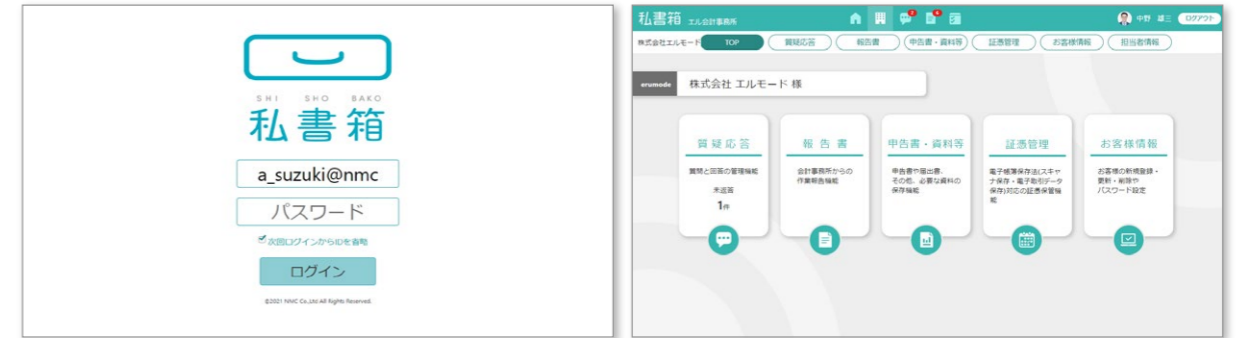 SHI SHO BAKO
私書箱
a_suzuki@nmc
パスワード
次回ログインからIDを省略
ログイン
©2021 NMC Co.,Ltd All Rights Reserved.
私書箱 エル会計事務所
中野 雄三 ログアウト
株式会社エルモード TOP 質疑応答 報告書 申告書・資料等 証憑管理 お客様情報 担当者情報
erumode 株式会社 エルモード 様
質疑応答
質問と回答の管理機能
未返答
1件
報告書
会計事務所からの
作業報告機能
申告書・資料等
申告書や届出書、
その他、必要な資料の
保存機能
証憑管理
電子帳簿保存法(スキャ
ナ保存・電子取引データ
保存)対応の証憑保管機
能
お客様情報
お客様の新規登録・
更新・削除や
パスワード設定